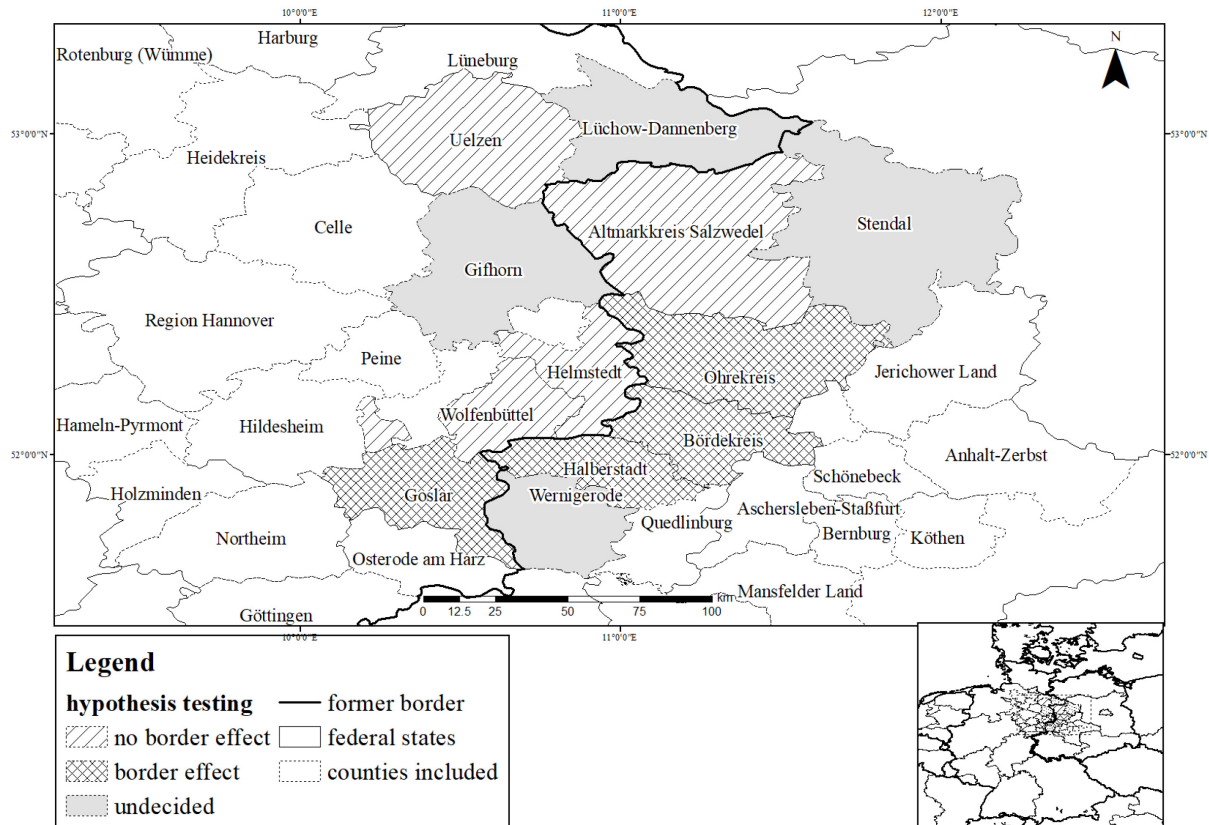 10°0'0"E 11°0'0"E 12°0'0"E
Harburg
N
Rotenburg (Wümme)
Lüneburg
53°0'0"N
Lüchow-Dannenberg
53°0'0"N
Uelzen
Heidekreis
Celle
Altmarkkreis Salzwedel
Stendal
Gifhorn
Region Hannover
Peine
Helmstedt
Ohrekreis
Jerichower Land
Wolfenbüttel
Hameln-Pyrmont
Hildesheim
Bördekreis
52°0'0"N
Halberstadt
Anhalt-Zerbst
52°0'0"N
Schönebeck
Holzminden
Goslar
Wernigerode
Aschersleben-Staßfurt
Quedlinburg
Northeim
Bernburg
Köthen
Osterode am Harz
Mansfelder Land
km
0 12.5 25 50 75 100
Göttingen
10°0'0"E 11°0'0"E
Legend
hypothesis testing
no border effect
border effect
undecided
former border
federal states
counties included